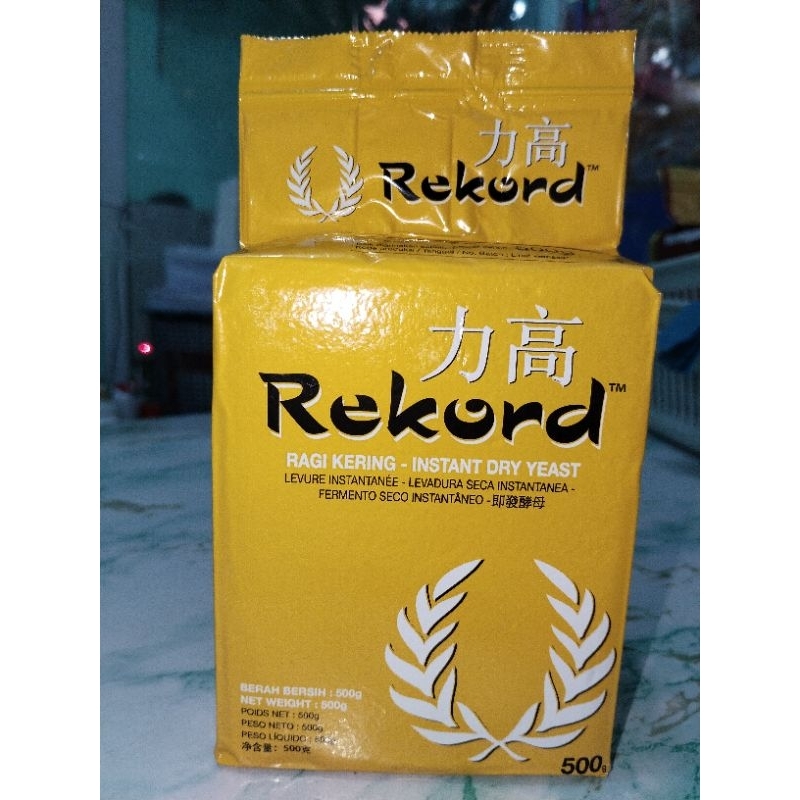 力高
Rekord™
力高
Rekord™
RAGI KERING - INSTANT DRY YEAST
LEVURE INSTANTANÉE - LEVADURA SECA INSTANTANEA -
FERMENTO SECO INSTANTÂNEO - 即發酵母
BERAH BERSIH : 500g
NET WEIGHT : 500g
POIDS NET : 500g
PESO NETO : 500g
PESO LÍQUIDO :
净含量: 500克
500g